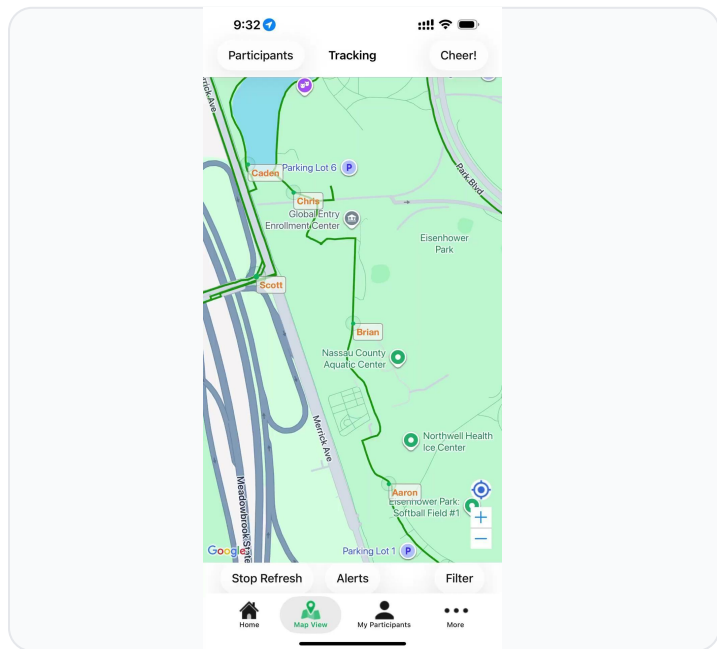 9:32
Participants
Tracking
Cheer!
Merrick Ave.
Parking Lot 6 P
Caden
Chris
Park Blvd
Global Entry
Enrollment Center
Eisenhower
Park
Scott
Brian
Nassau County
Aquatic Center
Merrick Ave
Northwell Health
Ice Center
Meadowbrook State
Aaron
Eisenhower Park:
Softball Field #1
+
−
Google
Parking Lot 1 P
Stop Refresh
Alerts
Filter
Home
Map View
My Participants
More